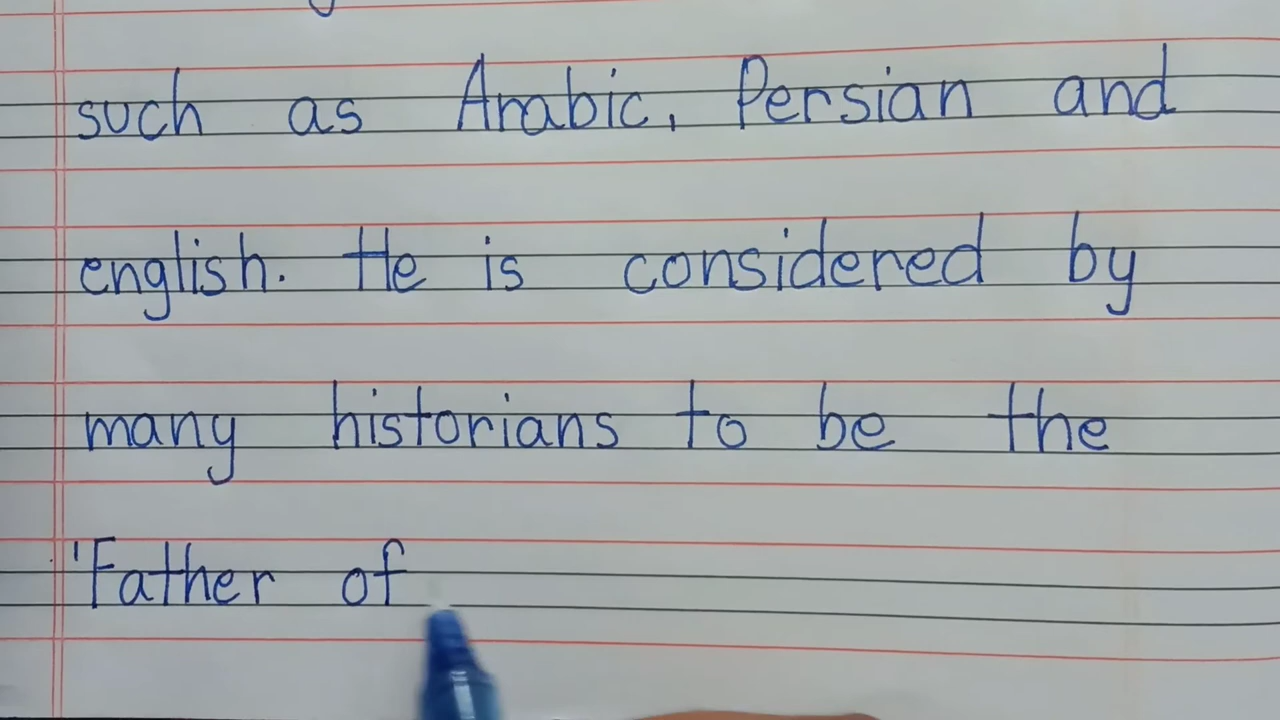 such as Arabic, Persian and
english. He is considered by
many historians to be the
'Father of